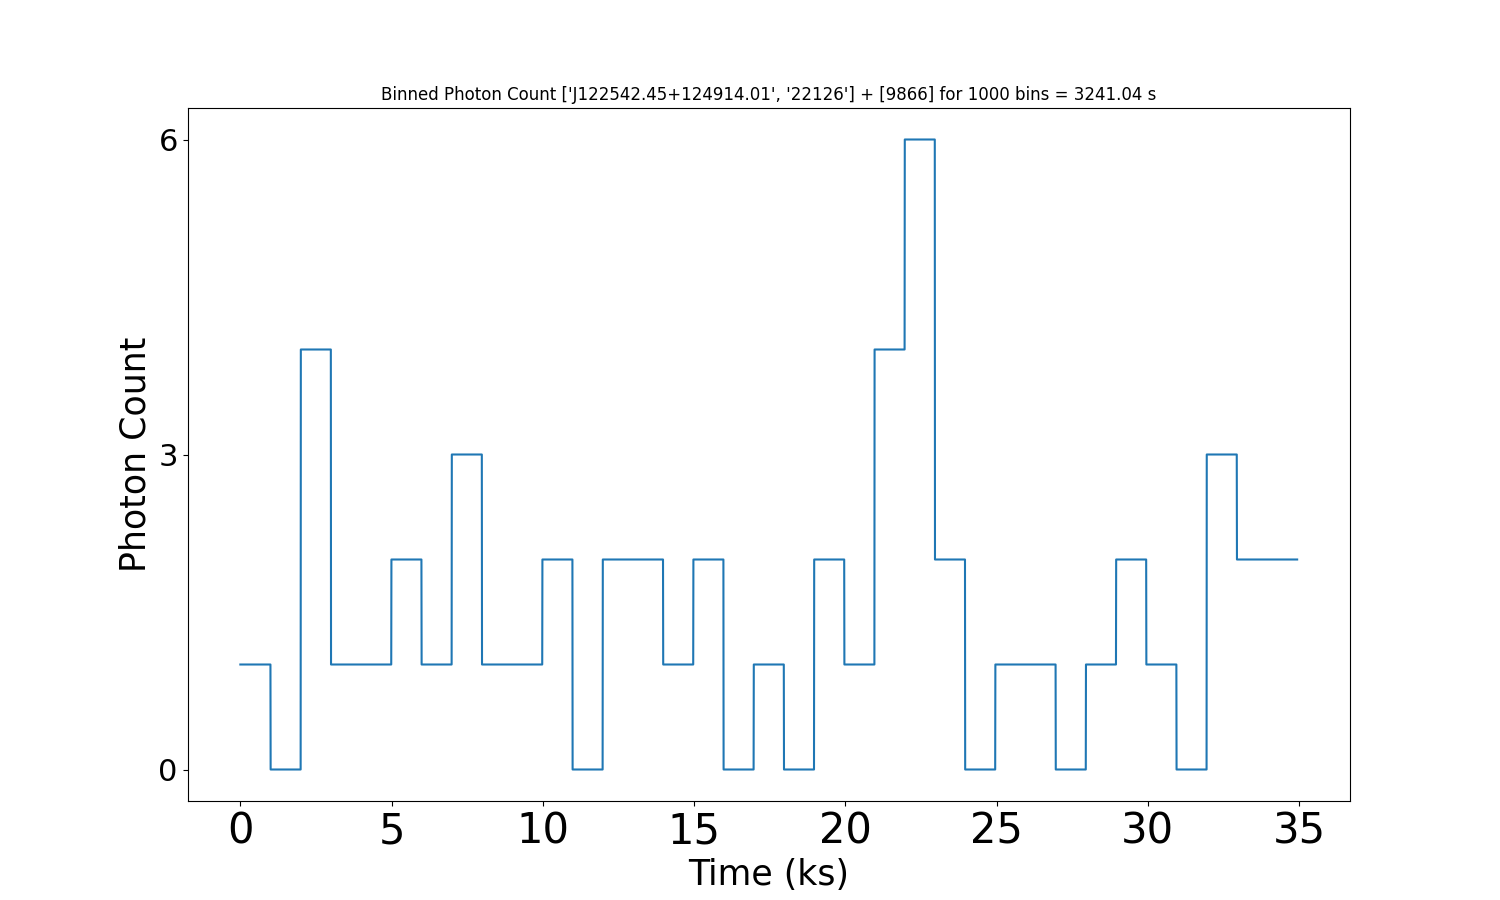 Binned Photon Count ['J122542.45+124914.01', '22126'] + [9866] for 1000 bins = 3241.04 s
6
3
0
Photon Count
0 5 10 15 20 25 30 35
Time (ks)